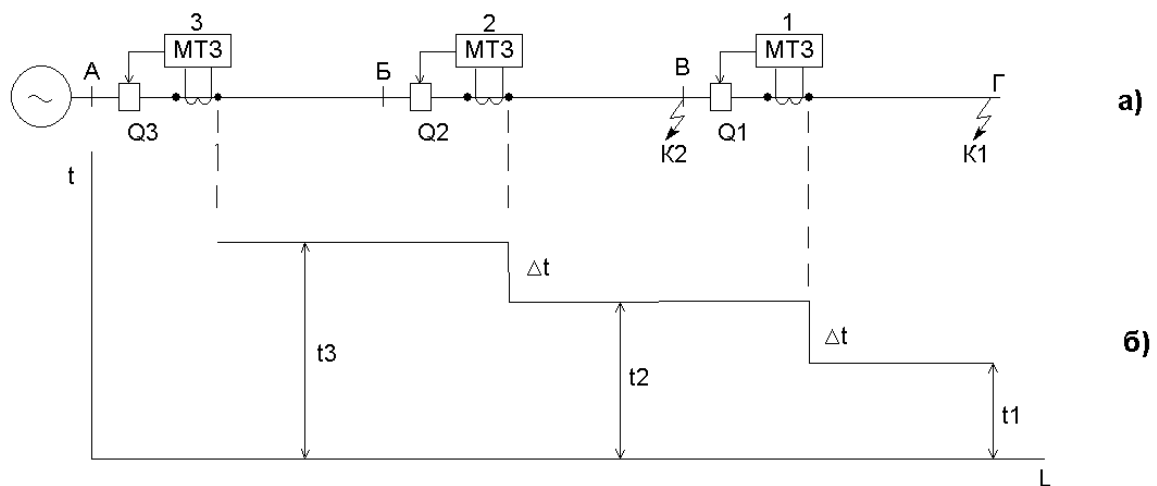 3 2 1
МТЗ МТЗ МТЗ
А Б В Г
а)
Q3 Q2 К2 Q1 К1
t
Δt
Δt
б)
t3 t2 t1
L